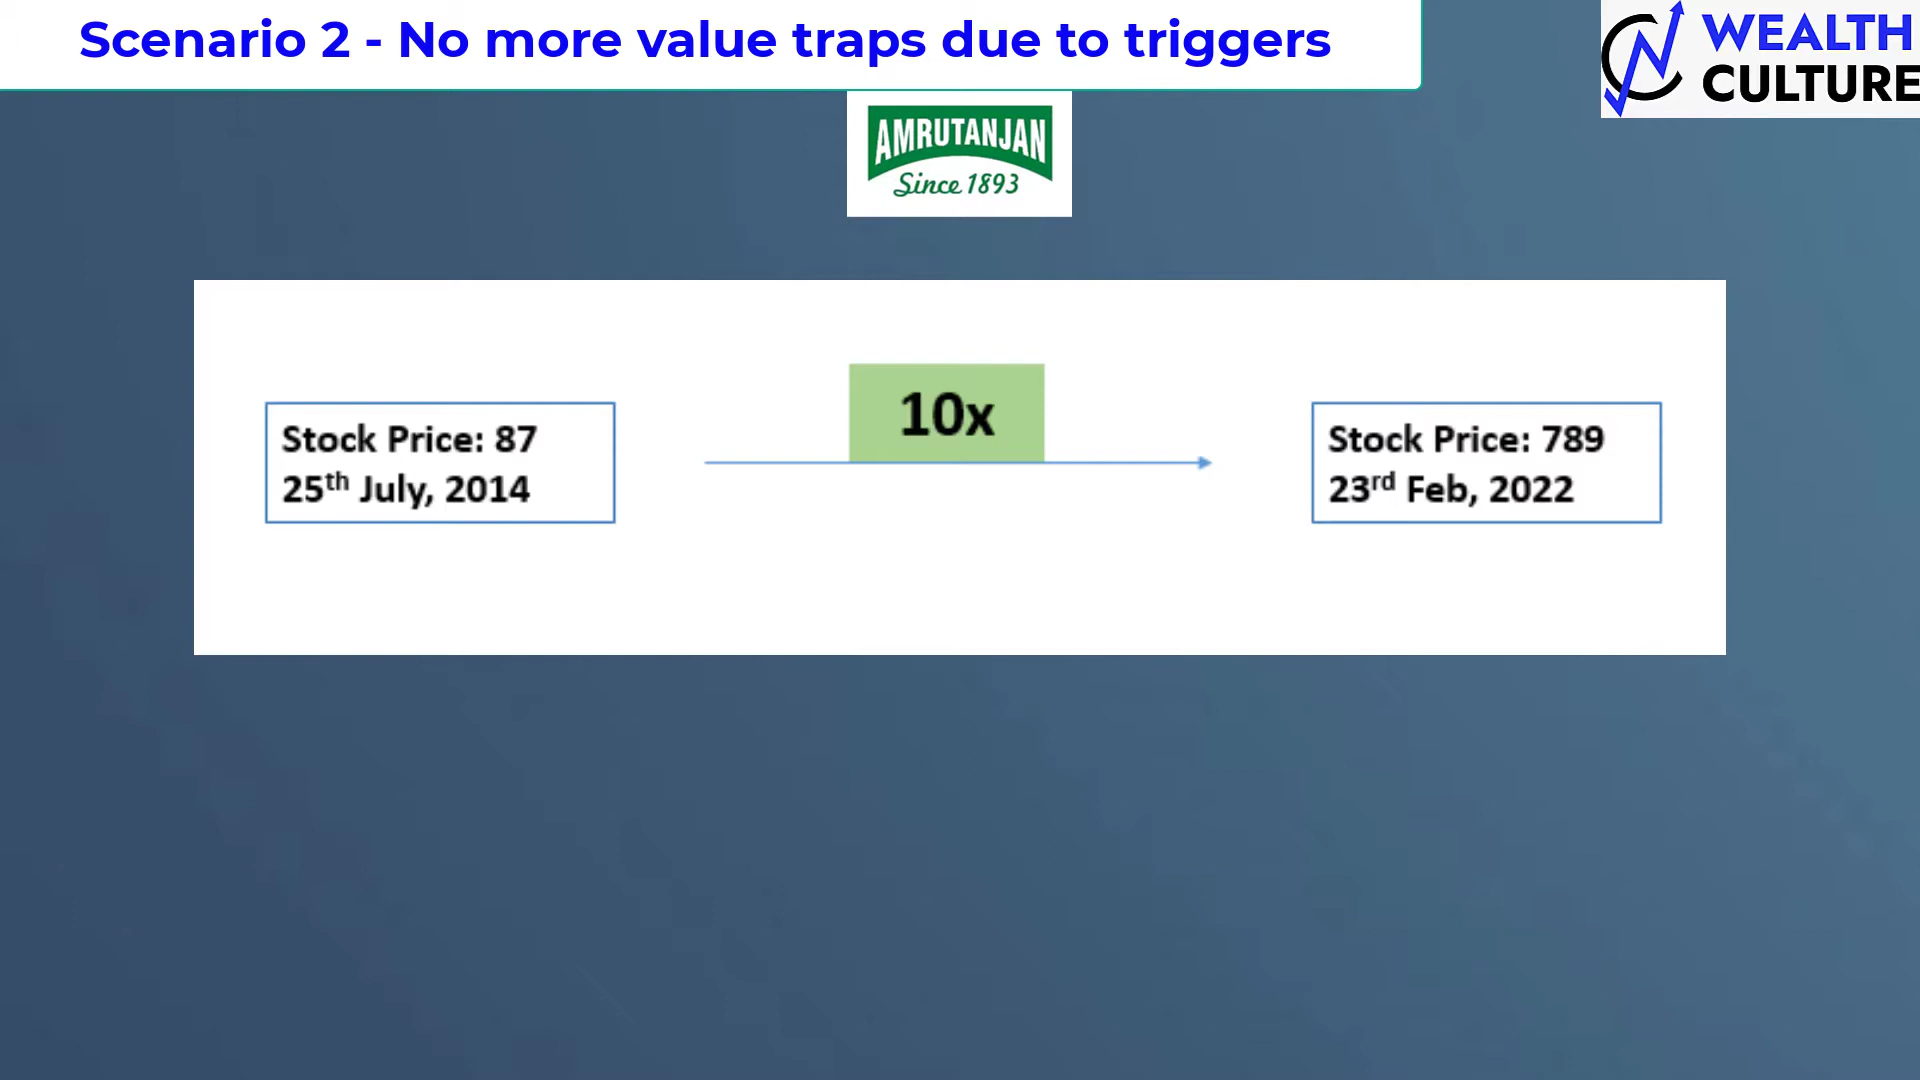 Scenario 2 - No more value traps due to triggers
WEALTH
CULTURE
AMRUTANJAN
Since 1893
10x
Stock Price: 87
25th July, 2014
Stock Price: 789
23rd Feb, 2022